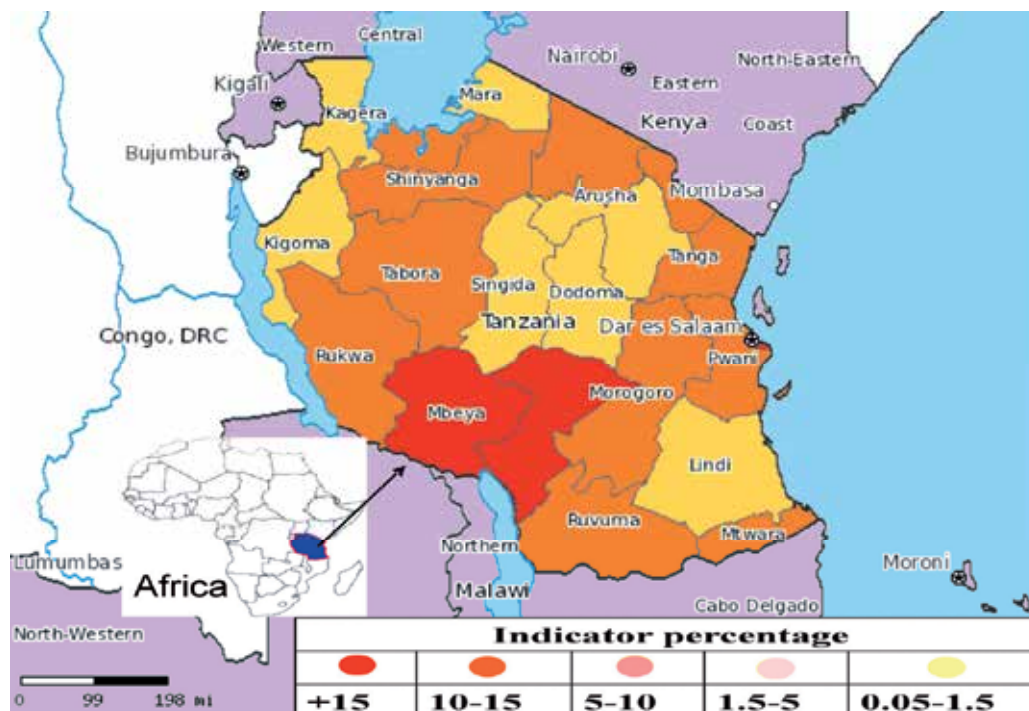 Central
Western
Nairobi
North-Eastern
Eastern
Kigali
Mara
Kagera
Kenya
Coast
Bujumbura
Shinyanga
Arusha
Mombasa
Kigoma
Tanga
Tabora
Singida
Dodoma
Tanzania
Dar es Salaam
Congo, DRC
Rukwa
Pwani
Morogoro
Mbeya
Lindi
Ruvuma
Mtwara
Northern
Lumumbas
Africa
Malawi
Moroni
Cabo Delgado
North-Western
Indicator percentage
+15 10-15 5-10 1.5-5 0.05-1.5
0 99 198 mi